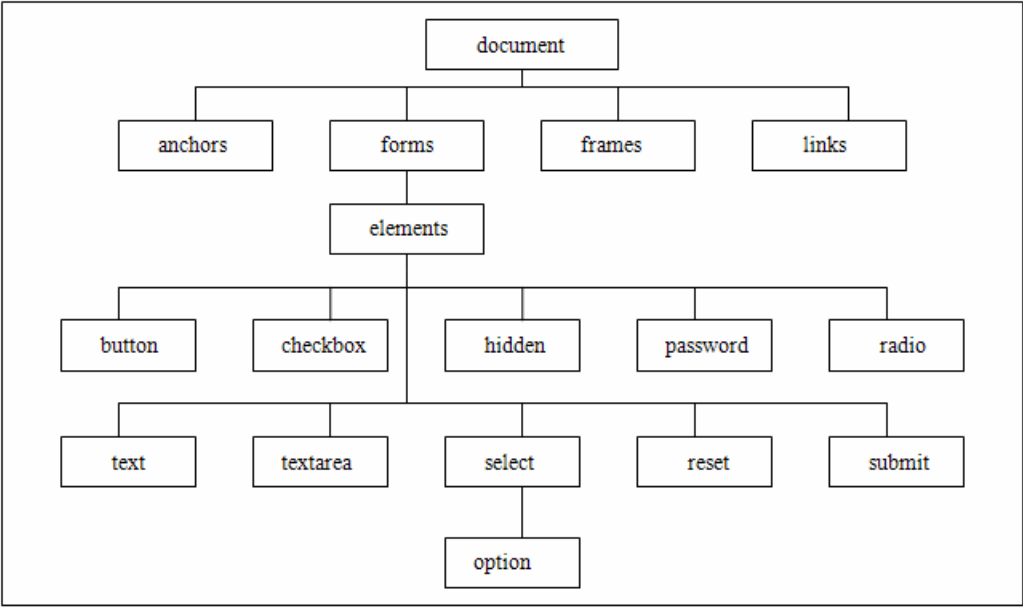 document
anchors forms frames links
elements
button checkbox hidden password radio
text textarea select reset submit
option